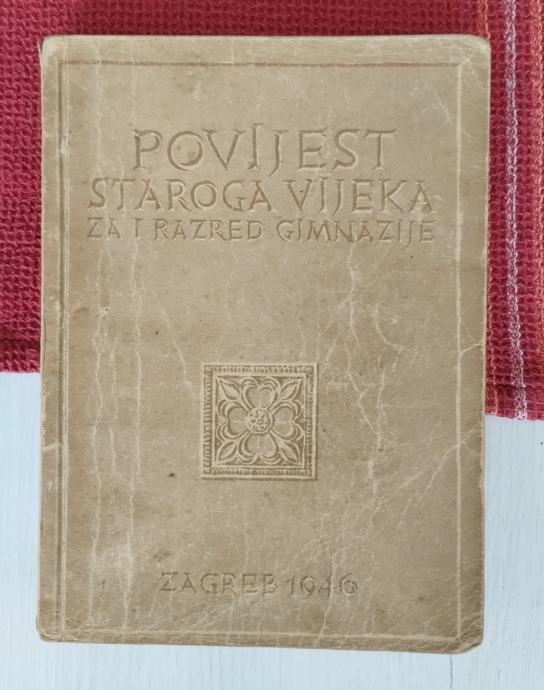 POVIJEST
STAROGA VIJEKA
ZA I RAZRED GIMNAZIJE
ZAGREB 1946